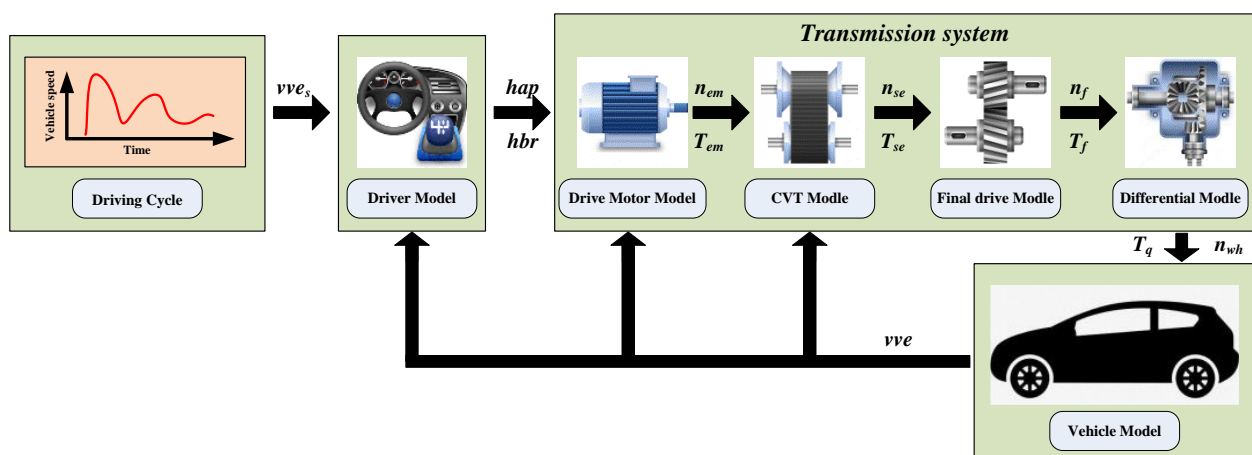 Transmission system
Vehicle speed
Time
Driving Cycle
vve_s
Driver Model
hap
hbr
Drive Motor Model
n_em
T_em
CVT Modle
n_se
T_se
Final drive Modle
n_f
T_f
Differential Modle
T_q
n_wh
vve
Vehicle Model